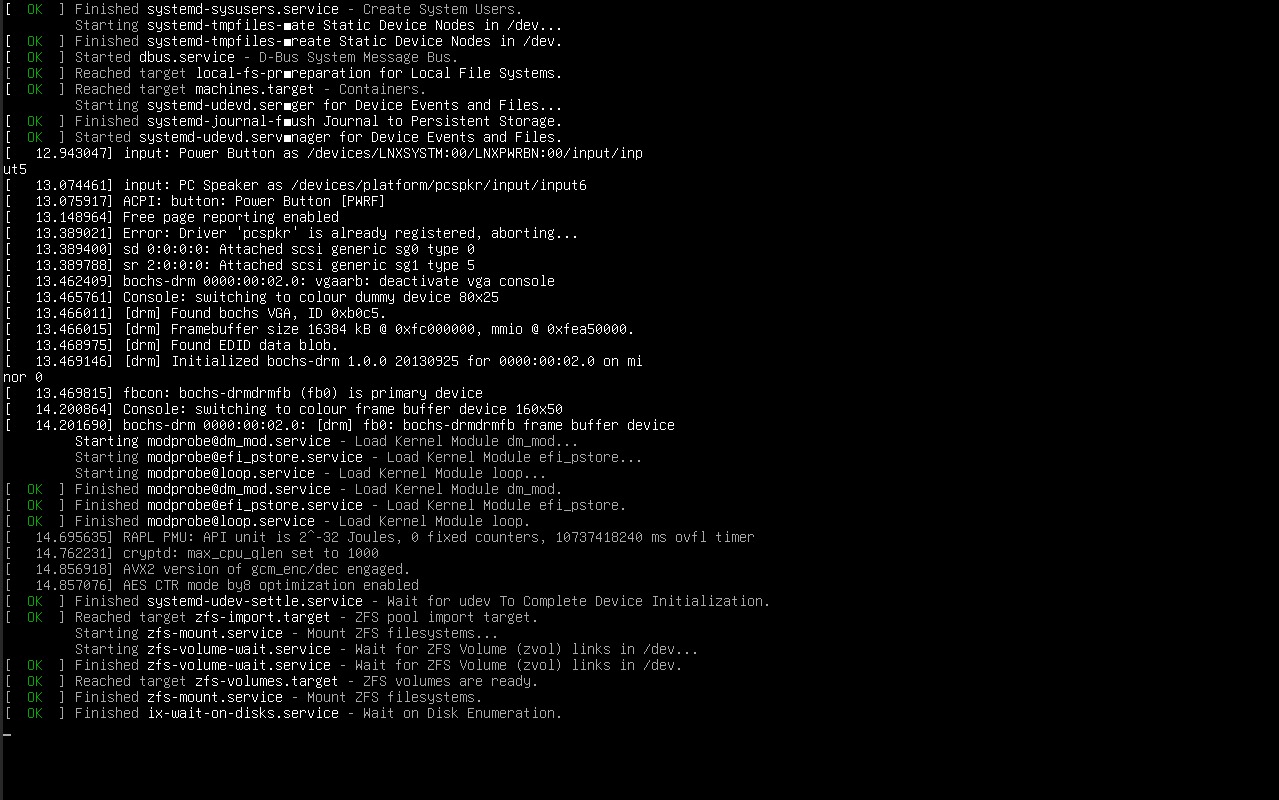 [  OK  ] Finished systemd-sysusers.service - Create System Users.
         Starting systemd-tmpfiles-■ate Static Device Nodes in /dev...
[  OK  ] Finished systemd-tmpfiles-■reate Static Device Nodes in /dev.
[  OK  ] Started dbus.service - D-Bus System Message Bus.
[  OK  ] Reached target local-fs-pr■reparation for Local File Systems.
[  OK  ] Reached target machines.target - Containers.
         Starting systemd-udevd.ser■ger for Device Events and Files...
[  OK  ] Finished systemd-journal-f■ush Journal to Persistent Storage.
[  OK  ] Started systemd-udevd.serv■nager for Device Events and Files.
[   12.943047] input: Power Button as /devices/LNXSYSTM:00/LNXPWRBN:00/input/inp
ut5
[   13.074461] input: PC Speaker as /devices/platform/pcspkr/input/input6
[   13.075917] ACPI: button: Power Button [PWRF]
[   13.148964] Free page reporting enabled
[   13.389021] Error: Driver 'pcspkr' is already registered, aborting...
[   13.389400] sd 0:0:0:0: Attached scsi generic sg0 type 0
[   13.389788] sr 2:0:0:0: Attached scsi generic sg1 type 5
[   13.462409] bochs-drm 0000:00:02.0: vgaarb: deactivate vga console
[   13.465761] Console: switching to colour dummy device 80x25
[   13.466011] [drm] Found bochs VGA, ID 0xb0c5.
[   13.466015] [drm] Framebuffer size 16384 kB @ 0xfc000000, mmio @ 0xfea50000.
[   13.468975] [drm] Found EDID data blob.
[   13.469146] [drm] Initialized bochs-drm 1.0.0 20130925 for 0000:00:02.0 on mi
nor 0
[   13.469815] fbcon: bochs-drmdrmfb (fb0) is primary device
[   14.200864] Console: switching to colour frame buffer device 160x50
[   14.201690] bochs-drm 0000:00:02.0: [drm] fb0: bochs-drmdrmfb frame buffer device
         Starting modprobe@dm_mod.service - Load Kernel Module dm_mod...
         Starting modprobe@efi_pstore.service - Load Kernel Module efi_pstore...
         Starting modprobe@loop.service - Load Kernel Module loop...
[  OK  ] Finished modprobe@dm_mod.service - Load Kernel Module dm_mod.
[  OK  ] Finished modprobe@efi_pstore.service - Load Kernel Module efi_pstore.
[  OK  ] Finished modprobe@loop.service - Load Kernel Module loop.
[   14.695635] RAPL PMU: API unit is 2^-32 Joules, 0 fixed counters, 10737418240 ms ovfl timer
[   14.762231] cryptd: max_cpu_qlen set to 1000
[   14.856918] AVX2 version of gcm_enc/dec engaged.
[   14.857076] AES CTR mode by8 optimization enabled
[  OK  ] Finished systemd-udev-settle.service - Wait for udev To Complete Device Initialization.
[  OK  ] Reached target zfs-import.target - ZFS pool import target.
         Starting zfs-mount.service - Mount ZFS filesystems...
         Starting zfs-volume-wait.service - Wait for ZFS Volume (zvol) links in /dev...
[  OK  ] Finished zfs-volume-wait.service - Wait for ZFS Volume (zvol) links in /dev.
[  OK  ] Reached target zfs-volumes.target - ZFS volumes are ready.
[  OK  ] Finished zfs-mount.service - Mount ZFS filesystems.
[  OK  ] Finished ix-wait-on-disks.service - Wait on Disk Enumeration.